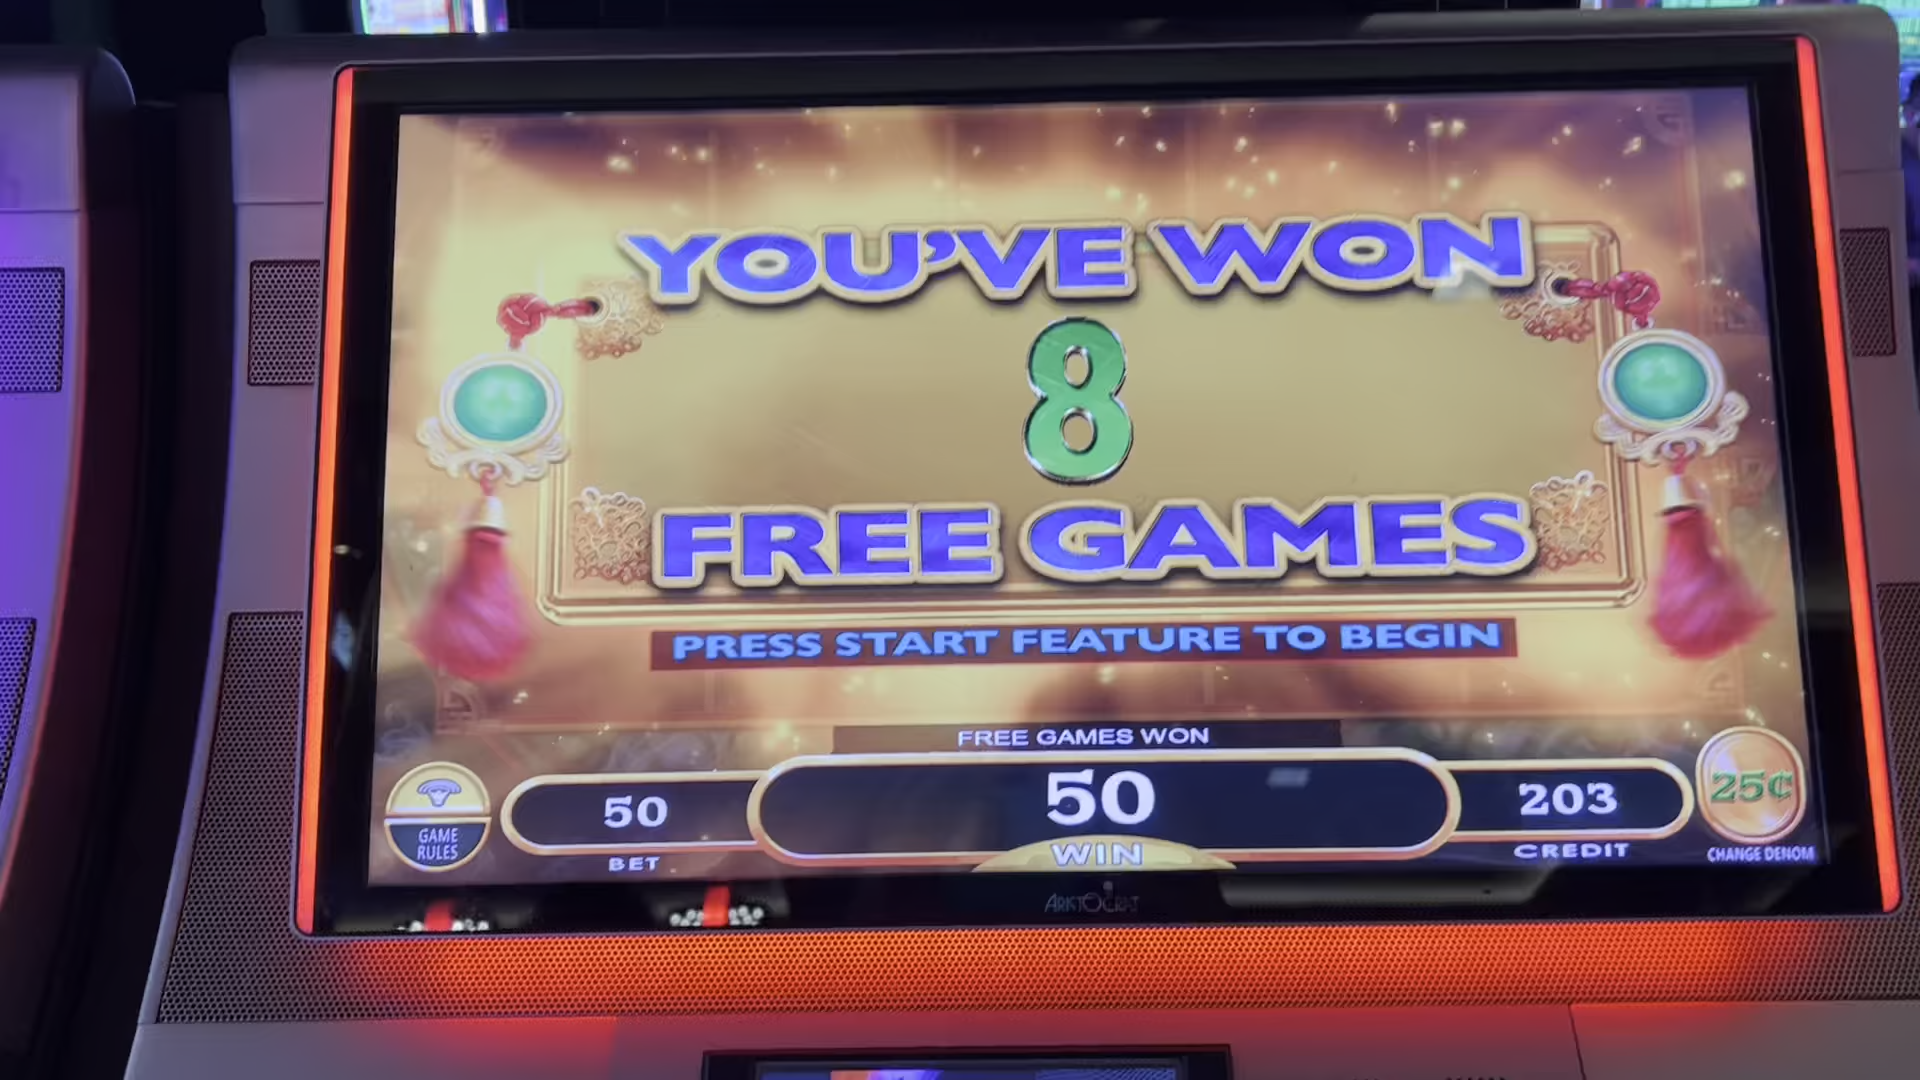 YOU'VE WON
8
FREE GAMES
PRESS START FEATURE TO BEGIN
FREE GAMES WON
GAME
RULES
50
BET
50
WIN
203
CREDIT
25¢
CHANGE DENOM
ARISTOCRAT